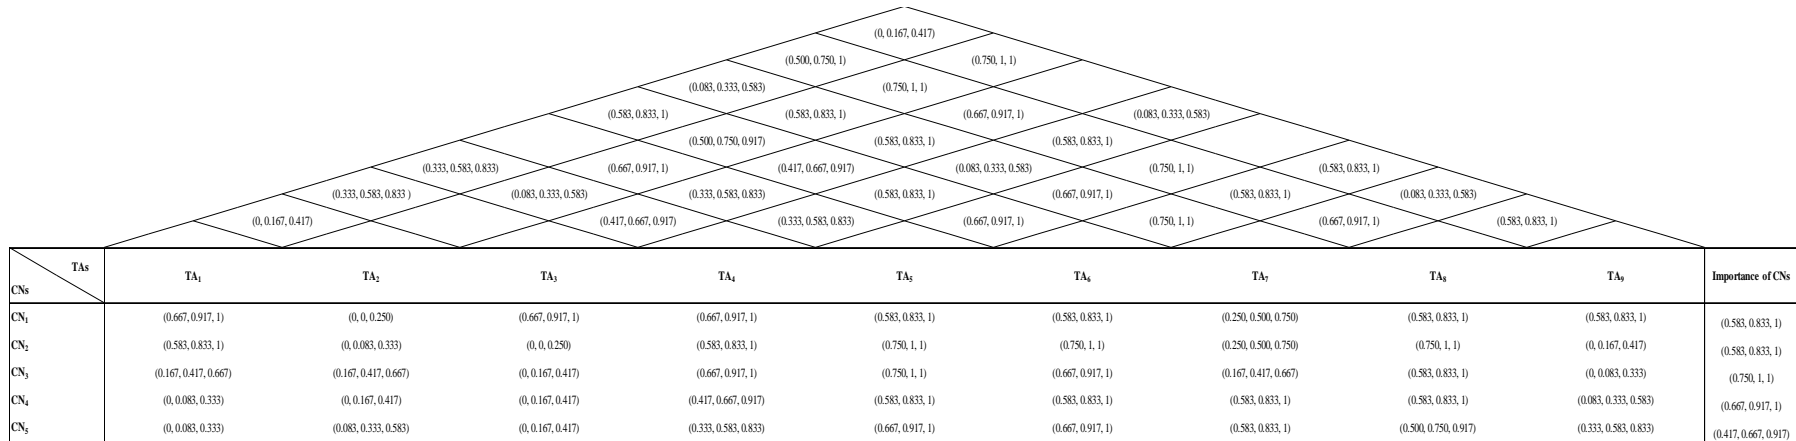 (0, 0.167, 0.417)
(0.500, 0.750, 1) (0.750, 1, 1)
(0.083, 0.333, 0.583) (0.750, 1, 1)
(0.583, 0.833, 1) (0.583, 0.833, 1) (0.667, 0.917, 1) (0.083, 0.333, 0.583)
(0.500, 0.750, 0.917) (0.583, 0.833, 1) (0.583, 0.833, 1)
(0.333, 0.583, 0.833) (0.667, 0.917, 1) (0.417, 0.667, 0.917) (0.083, 0.333, 0.583) (0.750, 1, 1) (0.583, 0.833, 1)
(0.333, 0.583, 0.833 ) (0.083, 0.333, 0.583) (0.333, 0.583, 0.833) (0.583, 0.833, 1) (0.667, 0.917, 1) (0.583, 0.833, 1) (0.083, 0.333, 0.583)
(0, 0.167, 0.417) (0.417, 0.667, 0.917) (0.333, 0.583, 0.833) (0.667, 0.917, 1) (0.750, 1, 1) (0.667, 0.917, 1) (0.583, 0.833, 1)
TAs CNs TA₁ TA₂ TA₃ TA₄ TA₅ TA₆ TA₇ TA₈ TA₉ Importance of CNs
CN₁ (0.667, 0.917, 1) (0, 0, 0.250) (0.667, 0.917, 1) (0.667, 0.917, 1) (0.583, 0.833, 1) (0.583, 0.833, 1) (0.250, 0.500, 0.750) (0.583, 0.833, 1) (0.583, 0.833, 1) (0.583, 0.833, 1)
CN₂ (0.583, 0.833, 1) (0, 0.083, 0.333) (0, 0, 0.250) (0.583, 0.833, 1) (0.750, 1, 1) (0.750, 1, 1) (0.250, 0.500, 0.750) (0.750, 1, 1) (0, 0.167, 0.417) (0.583, 0.833, 1)
CN₃ (0.167, 0.417, 0.667) (0.167, 0.417, 0.667) (0, 0.167, 0.417) (0.667, 0.917, 1) (0.750, 1, 1) (0.667, 0.917, 1) (0.167, 0.417, 0.667) (0.583, 0.833, 1) (0, 0.083, 0.333) (0.750, 1, 1)
CN₄ (0, 0.083, 0.333) (0, 0.167, 0.417) (0, 0.167, 0.417) (0.417, 0.667, 0.917) (0.583, 0.833, 1) (0.583, 0.833, 1) (0.583, 0.833, 1) (0.583, 0.833, 1) (0.083, 0.333, 0.583) (0.667, 0.917, 1)
CN₅ (0, 0.083, 0.333) (0.083, 0.333, 0.583) (0, 0.167, 0.417) (0.333, 0.583, 0.833) (0.667, 0.917, 1) (0.667, 0.917, 1) (0.583, 0.833, 1) (0.500, 0.750, 0.917) (0.333, 0.583, 0.833) (0.417, 0.667, 0.917)